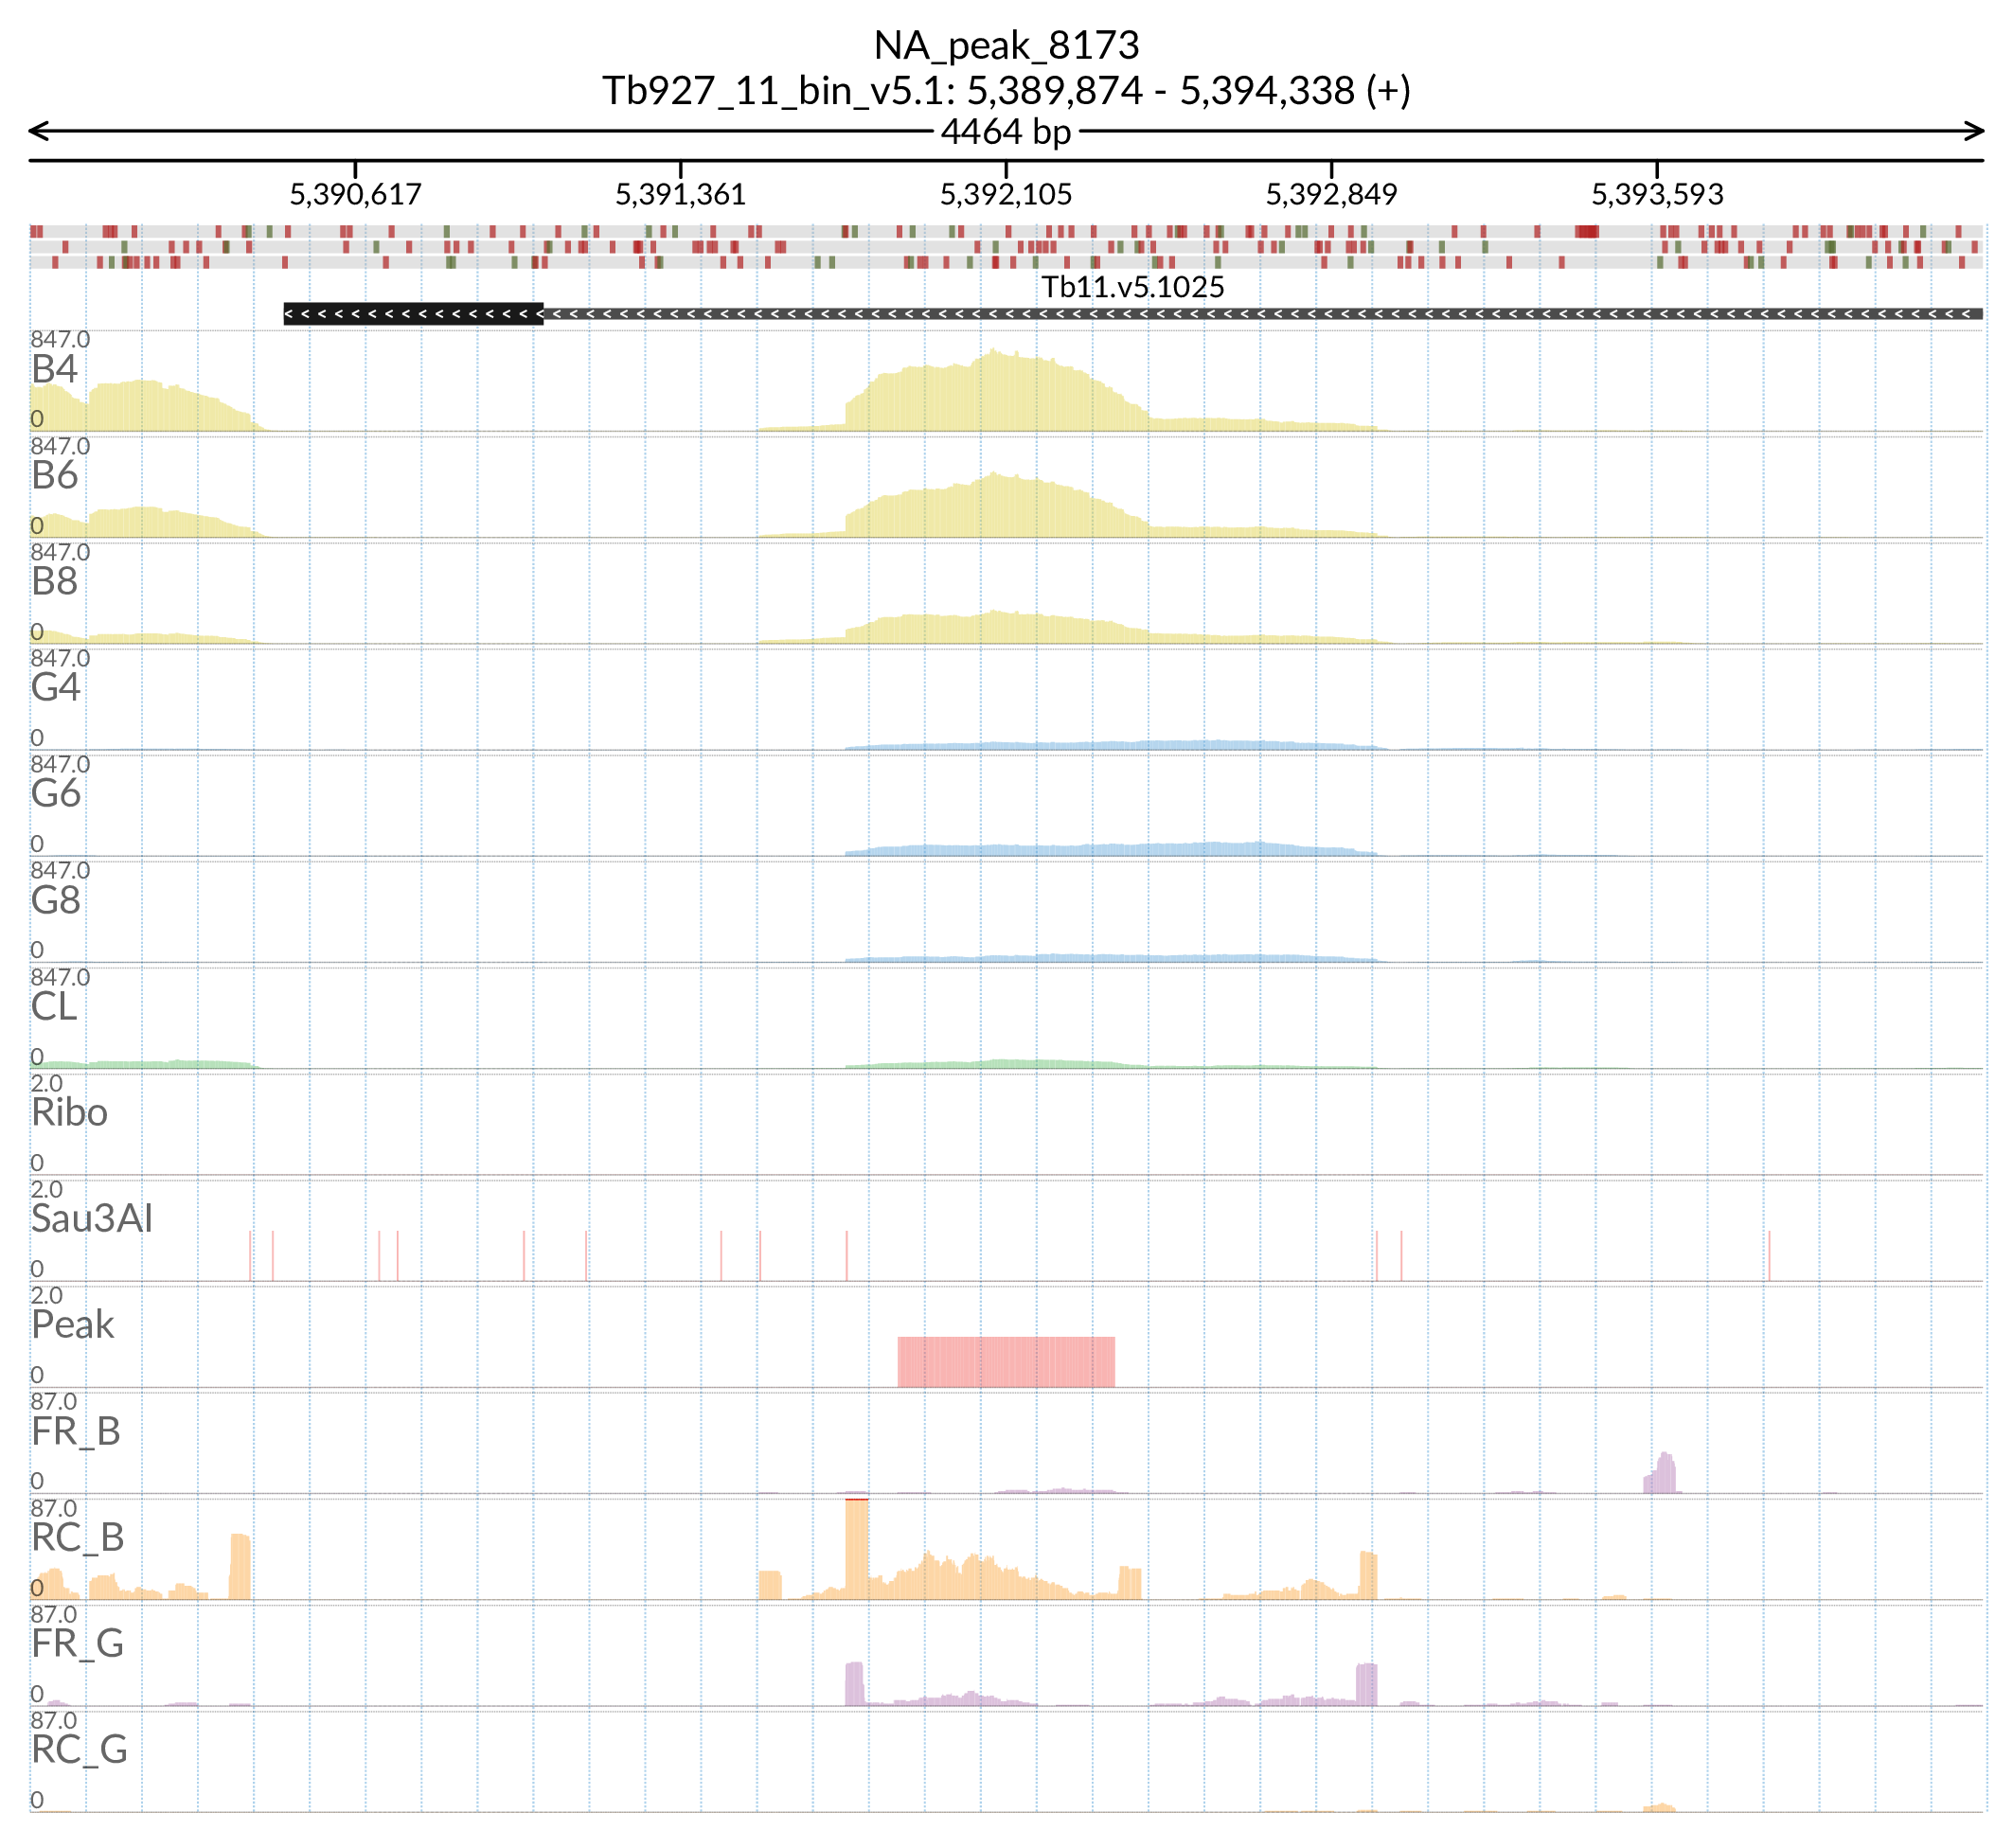 NA_peak_8173
Tb927_11_bin_v5.1: 5,389,874 - 5,394,338 (+)
4464 bp
5,390,617 5,391,361 5,392,105 5,392,849 5,393,593
Tb11.v5.1025
847.0
B4
0
847.0
B6
0
847.0
B8
0
847.0
G4
0
847.0
G6
0
847.0
G8
0
847.0
CL
0
2.0
Ribo
0
2.0
Sau3AI
0
2.0
Peak
0
87.0
FR_B
0
87.0
RC_B
0
87.0
FR_G
0
87.0
RC_G
0